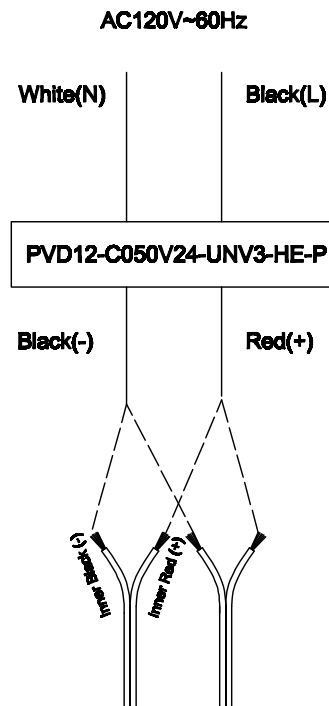 AC120V~60Hz
White(N)
Black(L)
PVD12-C050V24-UNV3-HE-P
Black(-)
Red(+)
Inner Black (-)
Inner Red (+)